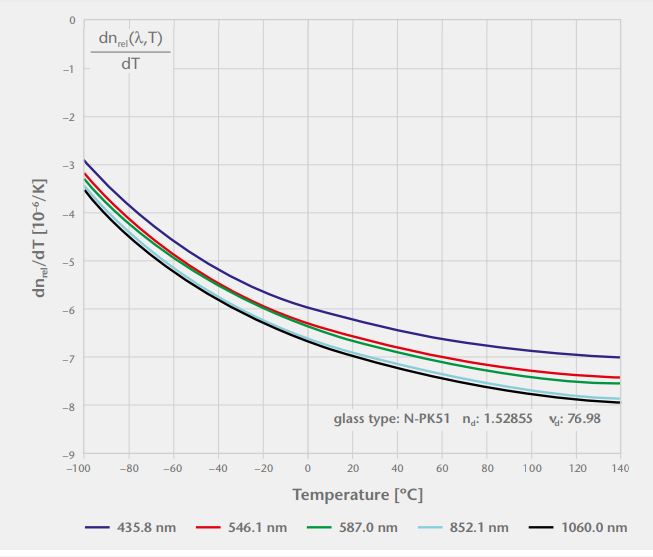 0
dn_rel(λ,T)
dT
–1
–2
–3
–4
–5
–6
–7
–8
–9
dn_rel/dT [10⁻⁶/K]
glass type: N-PK51 n_d: 1.52855 ν_d: 76.98
–100 –80 –60 –40 –20 0 20 40 60 80 100 120 140
Temperature [°C]
435.8 nm 546.1 nm 587.0 nm 852.1 nm 1060.0 nm